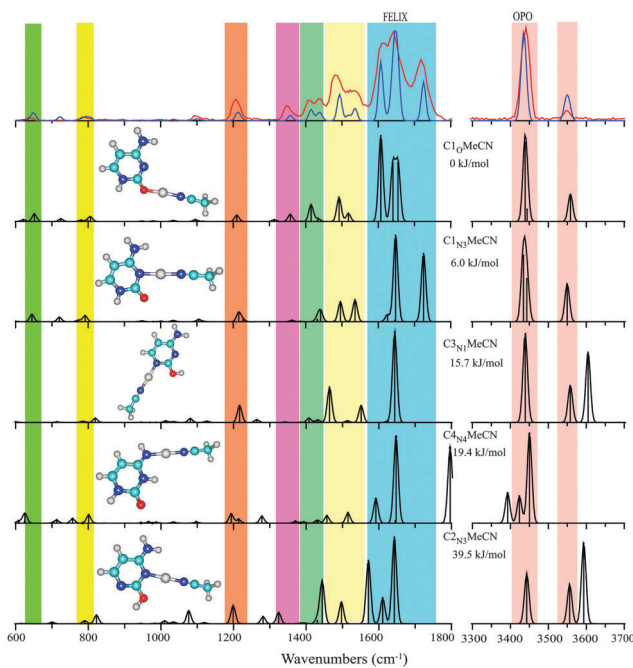 FELIX OPO
C1OMeCN
0 kJ/mol
C1N3MeCN
6.0 kJ/mol
C3N1MeCN
15.7 kJ/mol
C4N4MeCN
19.4 kJ/mol
C2N3MeCN
39.5 kJ/mol
600 800 1000 1200 1400 1600 1800 3300 3400 3500 3600 3700
Wavenumbers (cm⁻¹)